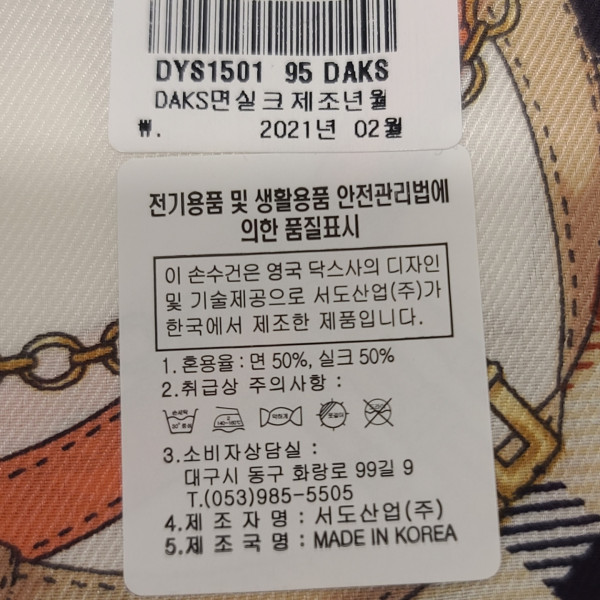 DYS1501 95 DAKS
DAKS면실크제조년월
₩. 2021년 02월
전기용품 및 생활용품 안전관리법에
의한 품질표시
이 손수건은 영국 닥스사의 디자인
및 기술제공으로 서도산업(주)가
한국에서 제조한 제품입니다.
1.혼용율 : 면 50%, 실크 50%
2.취급상 주의사항 :
3.소비자상담실 :
대구시 동구 화랑로 99길 9
T.(053)985-5505
4.제 조 자 명 : 서도산업(주)
5.제 조 국 명 : MADE IN KOREA